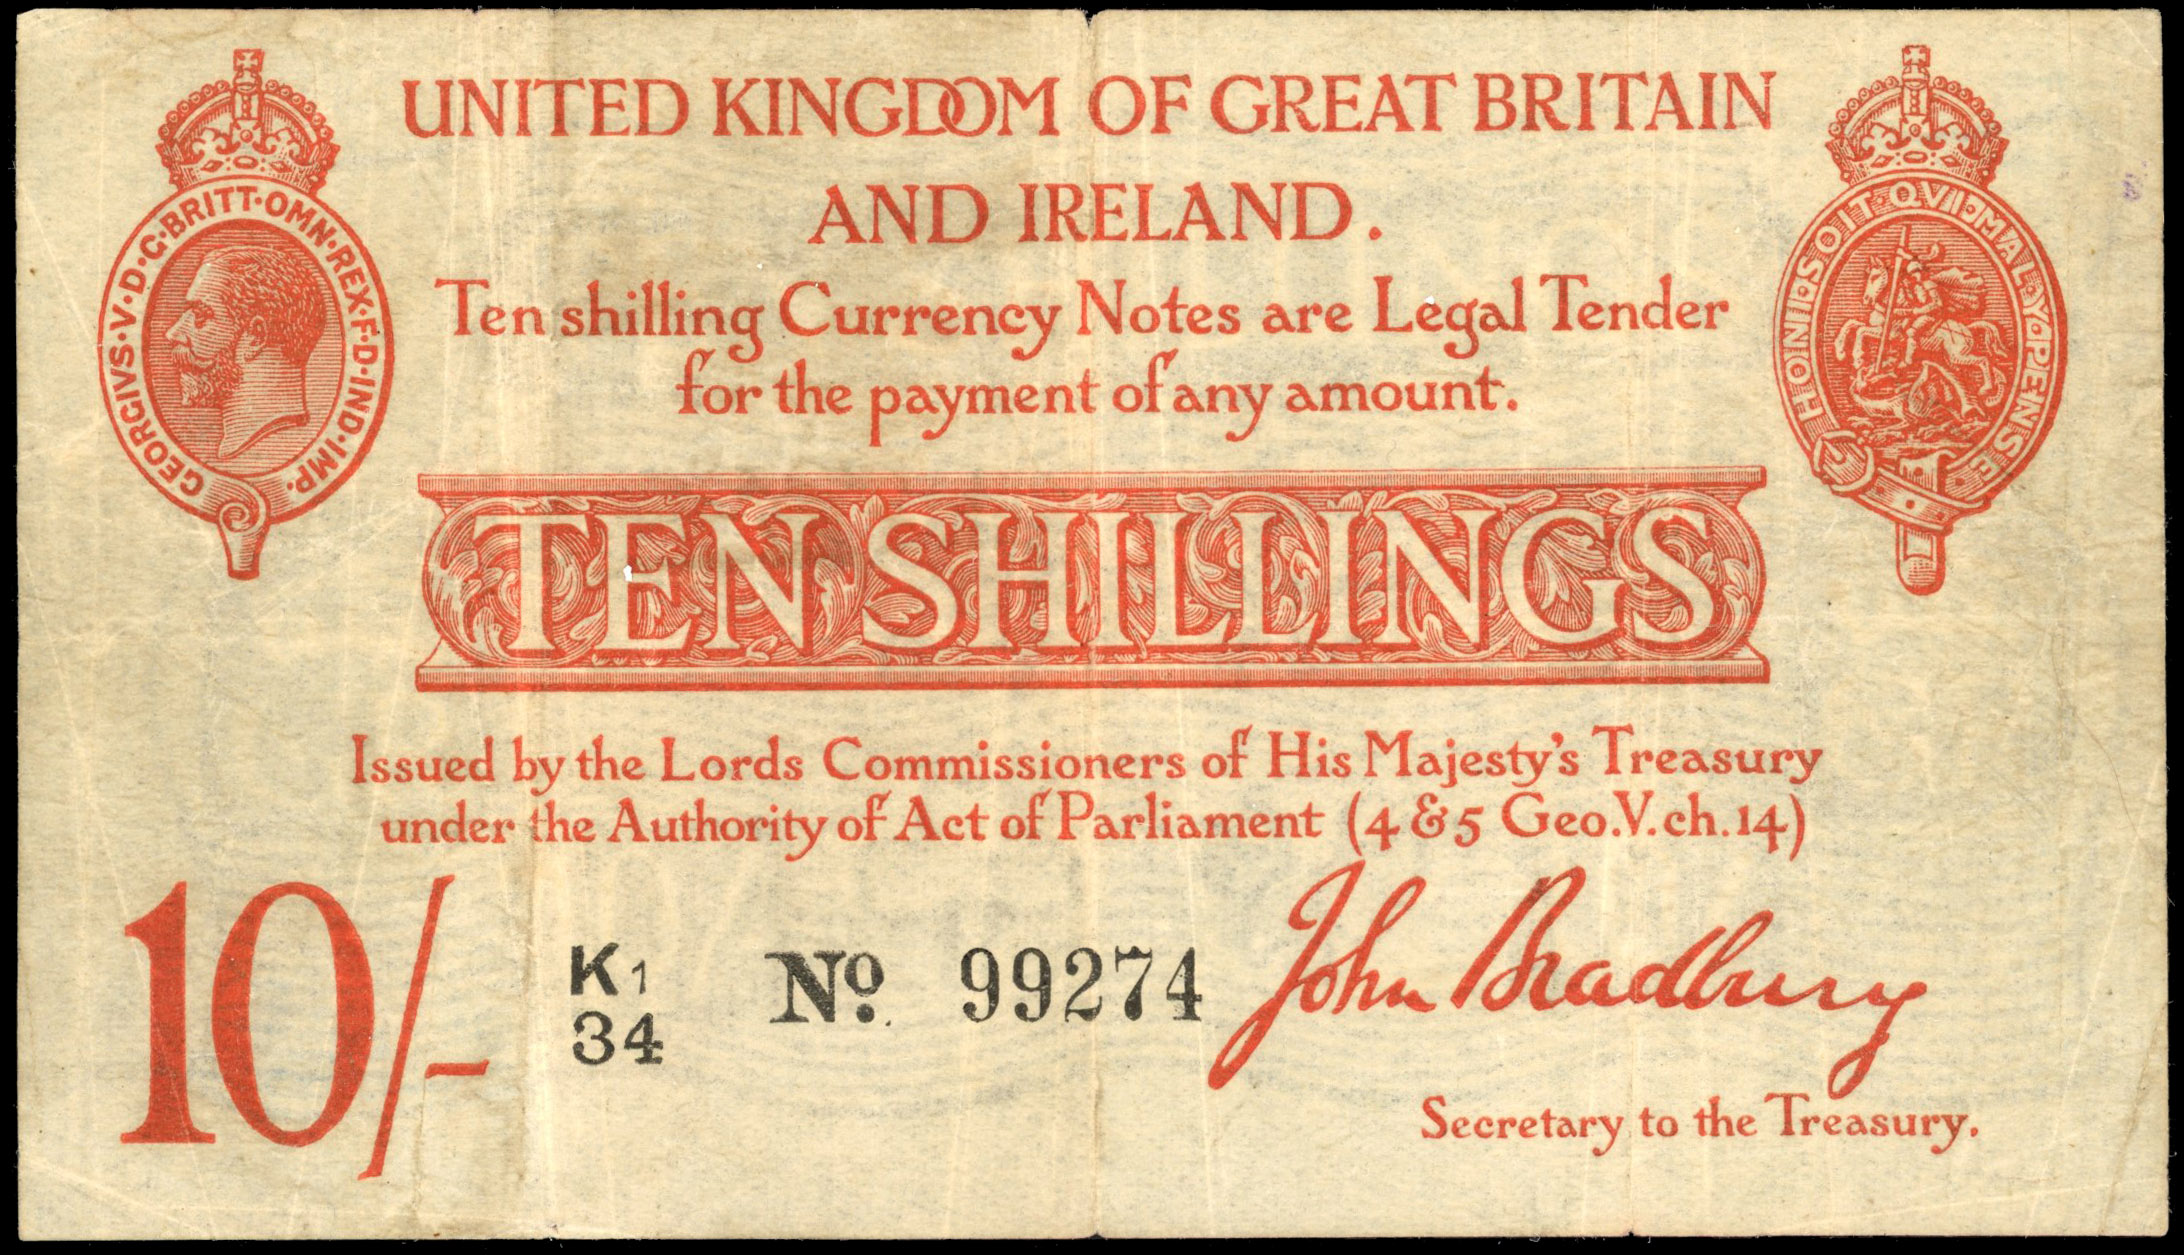 UNITED KINGDOM OF GREAT BRITAIN
AND IRELAND.
GEORGIVS·V·D·G·BRITT·OMN·REX·F·D·IND·IMP·
HONI·SOIT·QVI·MAL·Y·PENSE
Ten shilling Currency Notes are Legal Tender
for the payment of any amount.
TEN SHILLINGS
Issued by the Lords Commissioners of His Majesty's Treasury
under the Authority of Act of Parliament (4 & 5 Geo.V.ch.14)
10/-
K1
34
No. 99274
John Bradbury
Secretary to the Treasury.